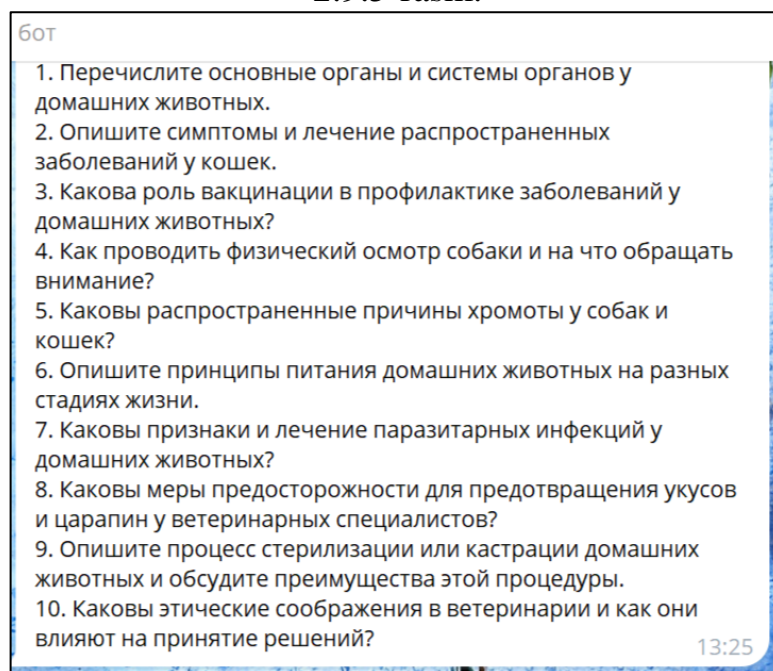 2.9.3-rasm.
бот
1. Перечислите основные органы и системы органов у
домашних животных.
2. Опишите симптомы и лечение распространенных
заболеваний у кошек.
3. Какова роль вакцинации в профилактике заболеваний у
домашних животных?
4. Как проводить физический осмотр собаки и на что обращать
внимание?
5. Каковы распространенные причины хромоты у собак и
кошек?
6. Опишите принципы питания домашних животных на разных
стадиях жизни.
7. Каковы признаки и лечение паразитарных инфекций у
домашних животных?
8. Каковы меры предосторожности для предотвращения укусов
и царапин у ветеринарных специалистов?
9. Опишите процесс стерилизации или кастрации домашних
животных и обсудите преимущества этой процедуры.
10. Каковы этические соображения в ветеринарии и как они
влияют на принятие решений?
13:25